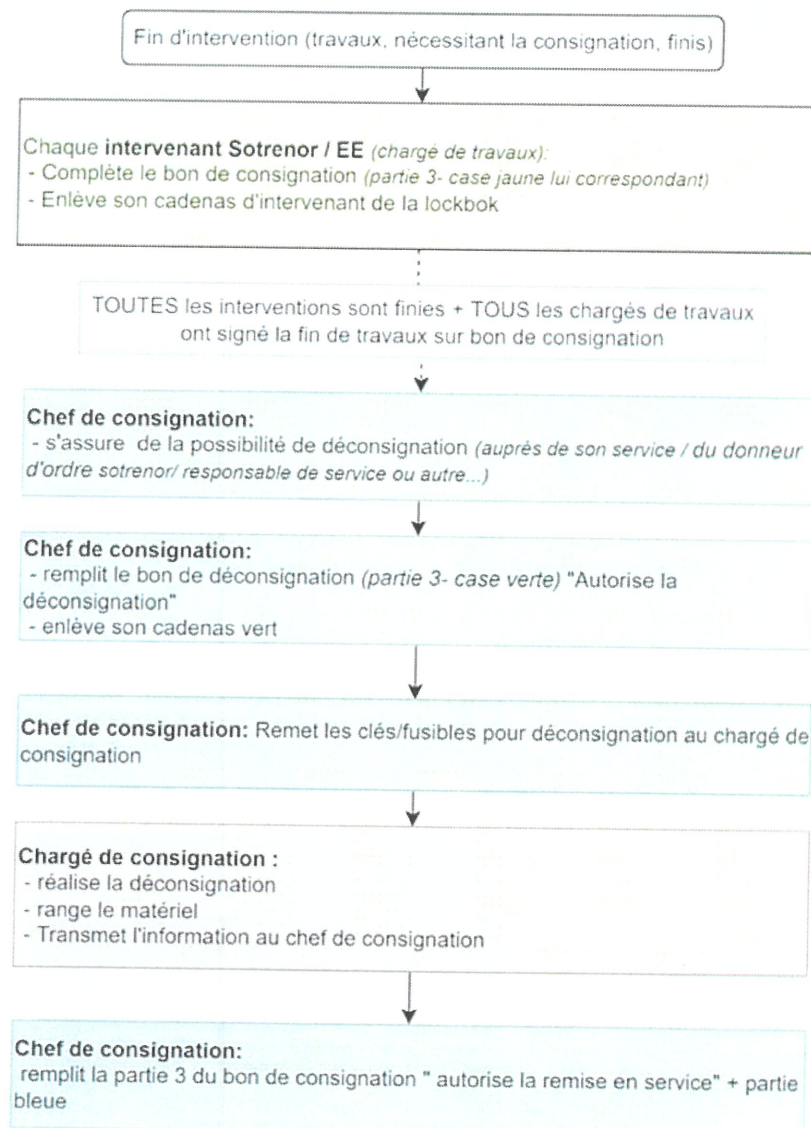 Fin d'intervention (travaux, nécessitant la consignation, finis)
Chaque intervenant Sotrenor / EE (chargé de travaux):
- Complète le bon de consignation (partie 3- case jaune lui correspondant)
- Enlève son cadenas d'intervenant de la lockbok
TOUTES les interventions sont finies + TOUS les chargés de travaux
ont signé la fin de travaux sur bon de consignation
Chef de consignation:
- s'assure de la possibilité de déconsignation (auprès de son service / du donneur
d'ordre sotrenor/ responsable de service ou autre...)
Chef de consignation:
- remplit le bon de déconsignation (partie 3- case verte) "Autorise la
déconsignation"
- enlève son cadenas vert
Chef de consignation: Remet les clés/fusibles pour déconsignation au chargé de
consignation
Chargé de consignation :
- réalise la déconsignation
- range le matériel
- Transmet l'information au chef de consignation
Chef de consignation:
remplit la partie 3 du bon de consignation " autorise la remise en service" + partie
bleue